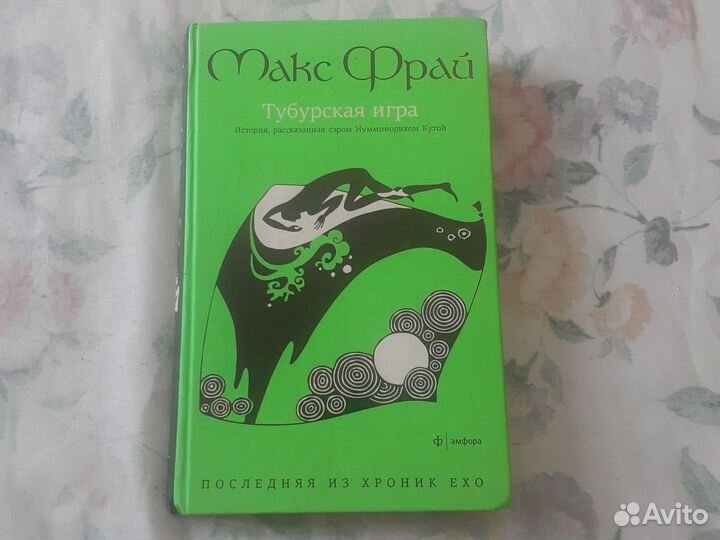 Макс Фрай
Тубурская игра
История, рассказанная сэром Нумминорихом Кутой
ф | амфора
ПОСЛЕДНЯЯ ИЗ ХРОНИК ЕХО
Avito